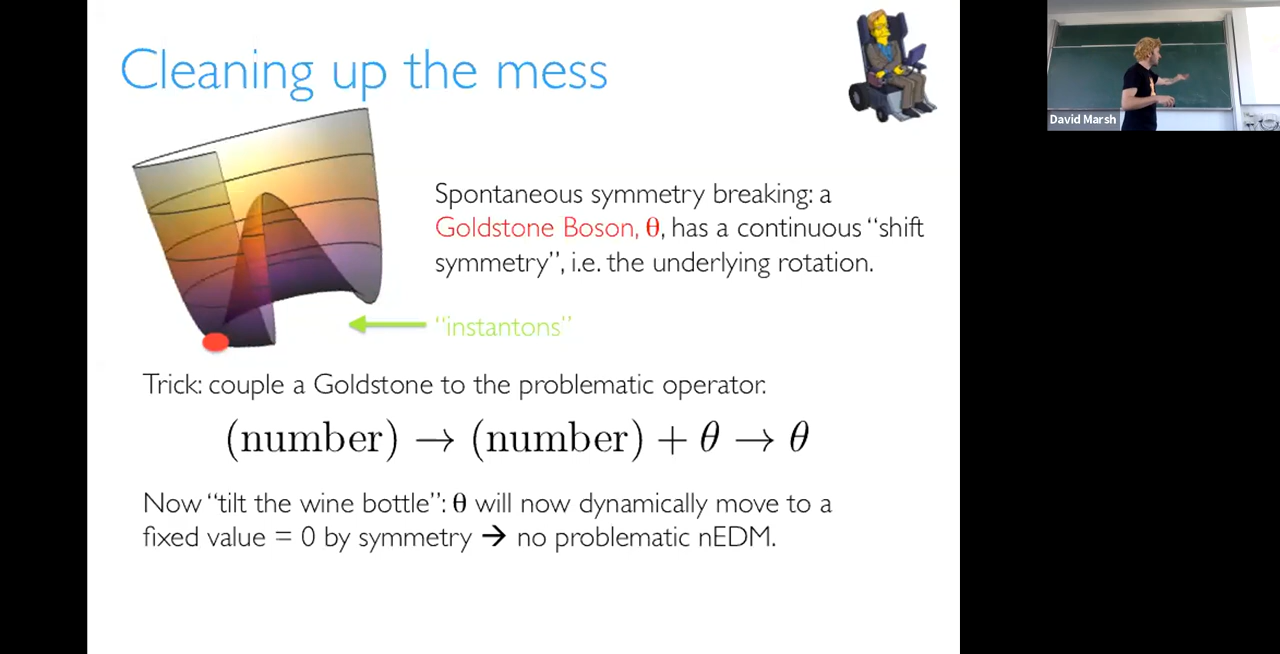 Cleaning up the mess
David Marsh
Spontaneous symmetry breaking: a
Goldstone Boson, θ, has a continuous “shift
symmetry”, i.e. the underlying rotation.
“instantons”
Trick: couple a Goldstone to the problematic operator.
(number) → (number) + θ → θ
Now “tilt the wine bottle”: θ will now dynamically move to a
fixed value = 0 by symmetry → no problematic nEDM.